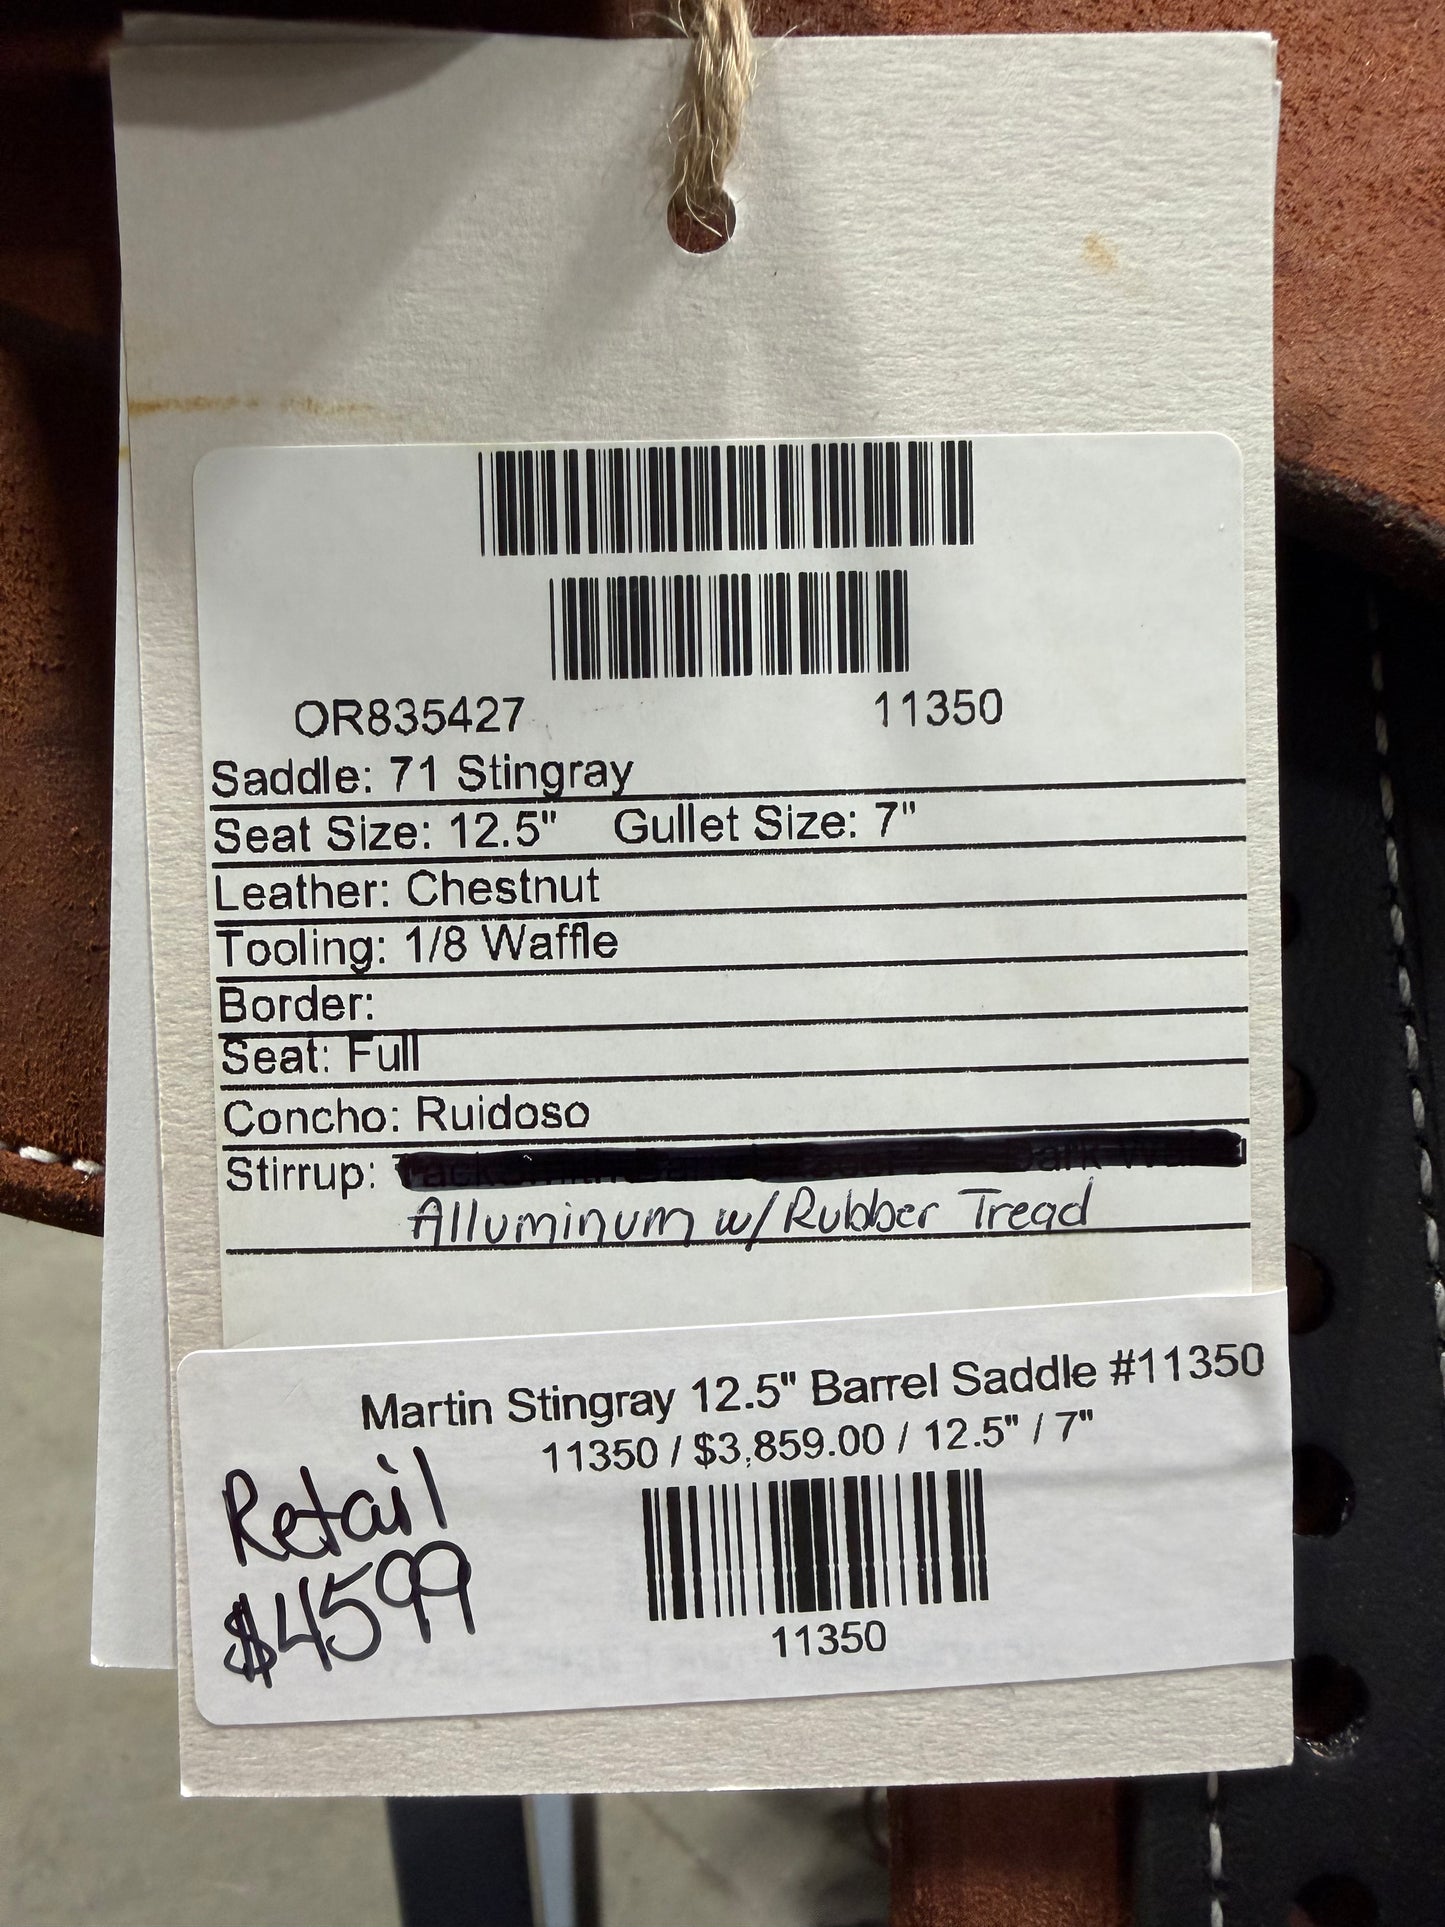 OR835427 11350
Saddle: 71 Stingray
Seat Size: 12.5" Gullet Size: 7"
Leather: Chestnut
Tooling: 1/8 Waffle
Border:
Seat: Full
Concho: Ruidoso
Stirrup:
Alluminum w/Rubber Tread
Martin Stingray 12.5" Barrel Saddle #11350
11350 / $3,859.00 / 12.5" / 7"
Retail
$4599
11350